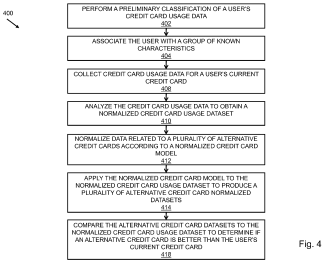 400
PERFORM A PRELIMINARY CLASSIFICATION OF A USER'S
CREDIT CARD USAGE DATA
402
ASSOCIATE THE USER WITH A GROUP OF KNOWN
CHARACTERISTICS
404
COLLECT CREDIT CARD USAGE DATA FOR A USER'S CURRENT
CREDIT CARD
408
ANALYZE THE CREDIT CARD USAGE DATA TO OBTAIN A
NORMALIZED CREDIT CARD USAGE DATASET
410
NORMALIZE DATA RELATED TO A PLURALITY OF ALTERNATIVE
CREDIT CARDS ACCORDING TO A NORMALIZED CREDIT CARD
MODEL
412
APPLY THE NORMALIZED CREDIT CARD MODEL TO THE
NORMALIZED CREDIT CARD USAGE DATASET TO PRODUCE A
PLURALITY OF ALTERNATIVE CREDIT CARD NORMALIZED
DATASETS
414
COMPARE THE ALTERNATIVE CREDIT CARD DATASETS TO THE
NORMALIZED CREDIT CARD USAGE DATASET TO DETERMINE IF
AN ALTERNATIVE CREDIT CARD IS BETTER THAN THE USER'S
CURRENT CREDIT CARD
418
Fig. 4